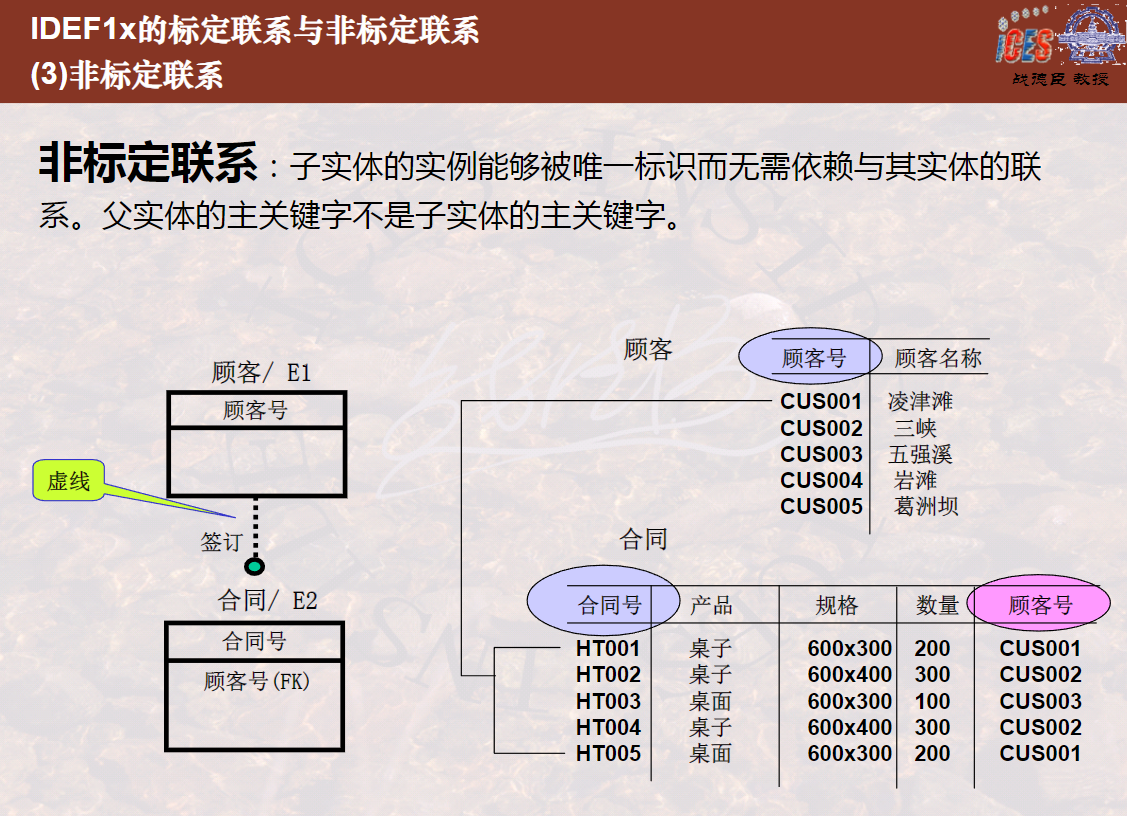 IDEF1x的标定联系与非标定联系
(3)非标定联系
iCES
战德臣 教授
非标定联系：子实体的实例能够被唯一标识而无需依赖与其实体的联
系。父实体的主关键字不是子实体的主关键字。
顾客/ E1
顾客号
虚线
签订
合同/ E2
合同号
顾客号(FK)
顾客
顾客号 顾客名称
CUS001 凌津滩
CUS002 三峡
CUS003 五强溪
CUS004 岩滩
CUS005 葛洲坝
合同
合同号 产品 规格 数量 顾客号
HT001 桌子 600x300 200 CUS001
HT002 桌子 600x400 300 CUS002
HT003 桌面 600x300 100 CUS003
HT004 桌子 600x400 300 CUS002
HT005 桌面 600x300 200 CUS001